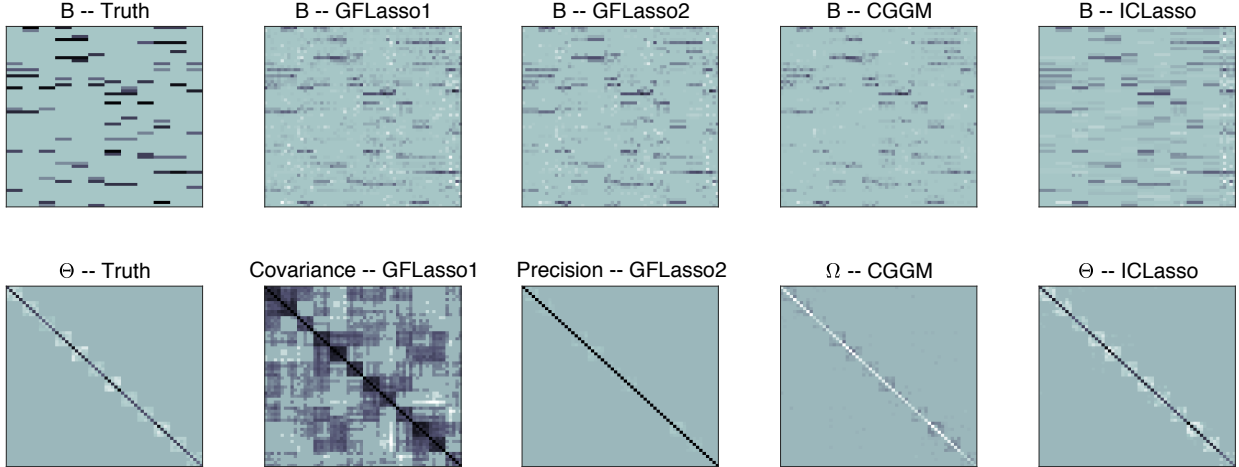 B -- Truth
B -- GFLasso1
B -- GFLasso2
B -- CGGM
B -- ICLasso
Θ -- Truth
Covariance -- GFLasso1
Precision -- GFLasso2
Ω -- CGGM
Θ -- ICLasso